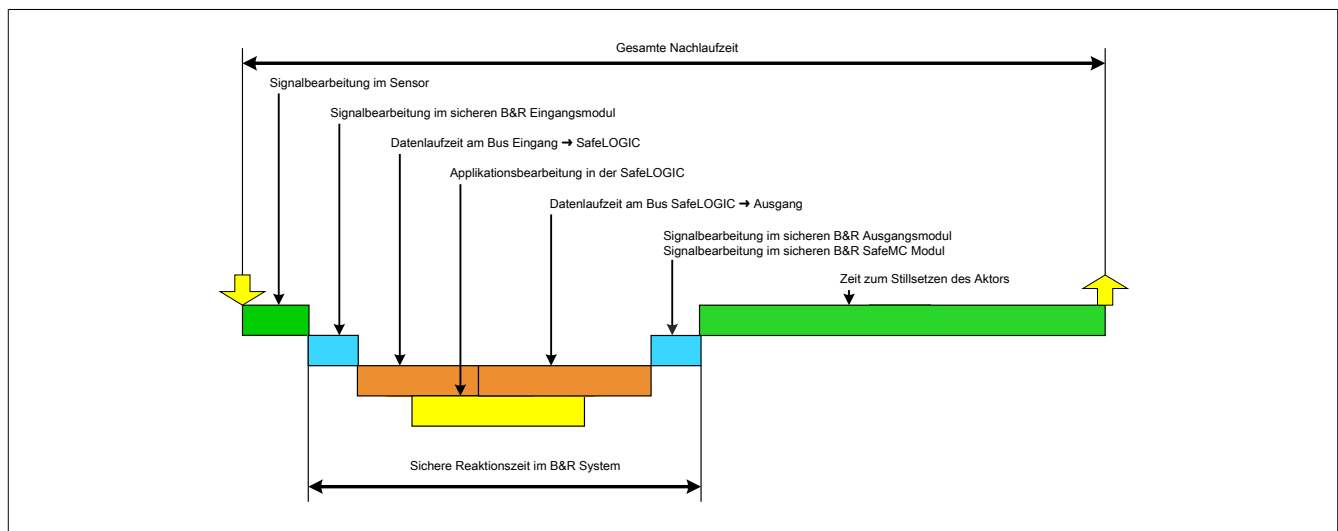 Gesamte Nachlaufzeit
Signalbearbeitung im Sensor
Signalbearbeitung im sicheren B&R Eingangsmodul
Datenlaufzeit am Bus Eingang ➜ SafeLOGIC
Applikationsbearbeitung in der SafeLOGIC
Datenlaufzeit am Bus SafeLOGIC ➜ Ausgang
Signalbearbeitung im sicheren B&R Ausgangsmodul
Signalbearbeitung im sicheren B&R SafeMC Modul
Zeit zum Stillsetzen des Aktors
Sichere Reaktionszeit im B&R System